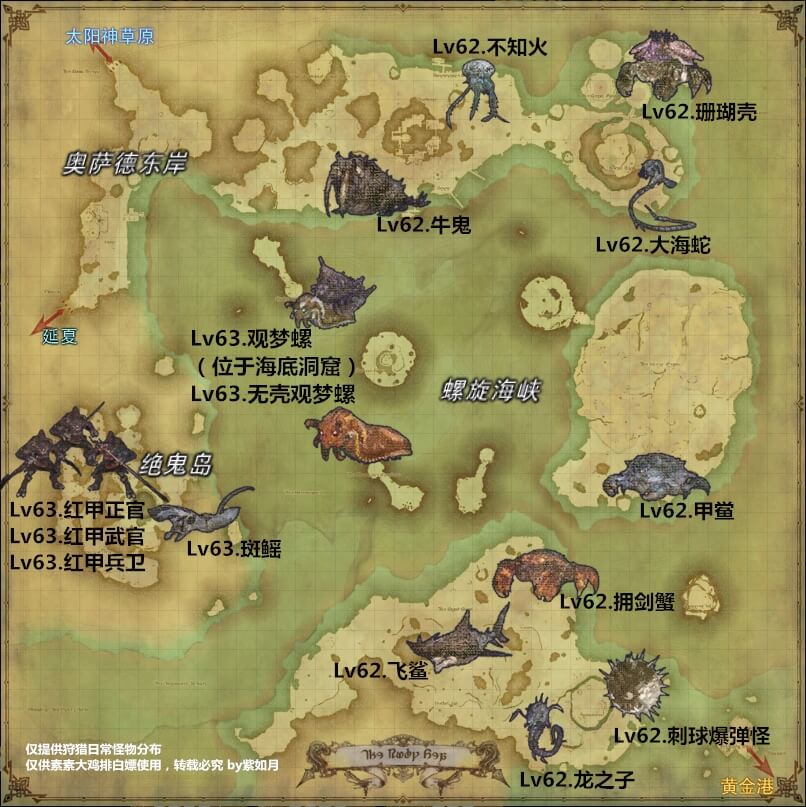 太阳神草原
Lv62.不知火
Lv62.珊瑚壳
奥萨德东岸
Lv62.牛鬼
Lv62.大海蛇
延夏
Lv63.观梦螺
（位于海底洞窟）
Lv63.无壳观梦螺
螺旋海峡
绝鬼岛
Lv63.红甲正官
Lv63.红甲武官
Lv63.红甲兵卫
Lv63.斑鳐
Lv62.甲鲎
Lv62.拥剑蟹
Lv62.飞鲨
Lv62.刺球爆弹怪
Lv62.龙之子
The Ruby Sea
仅提供狩猎日常怪物分布
仅供素素大鸡排白嫖使用，转载必究 by紫如月
黄金港